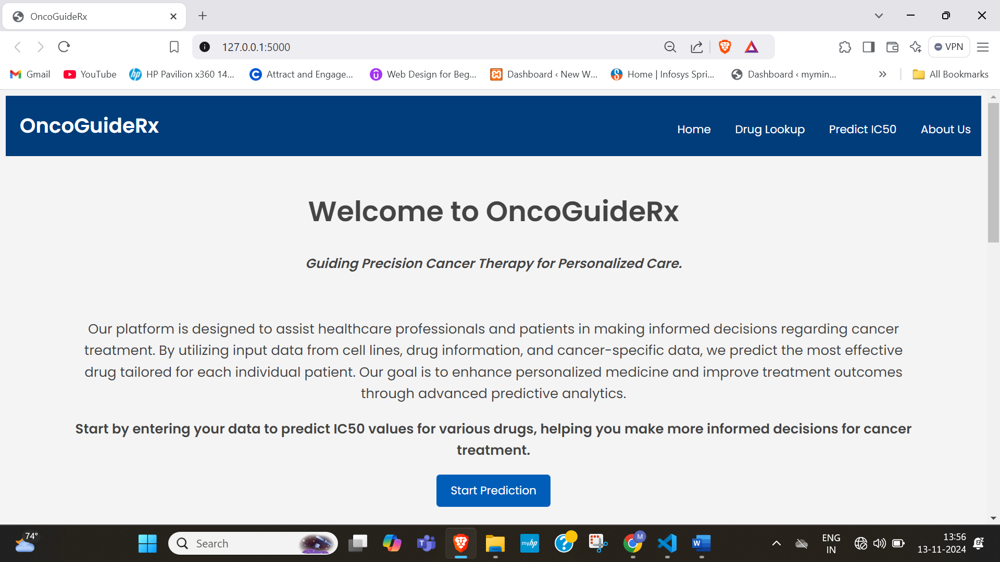 OncoGuideRx
127.0.0.1:5000
VPN
Gmail
YouTube
HP Pavilion x360 14...
Attract and Engage...
Web Design for Beg...
Dashboard ‹ New W...
Home | Infosys Spri...
Dashboard ‹ mymin...
All Bookmarks
OncoGuideRx
Home
Drug Lookup
Predict IC50
About Us
Welcome to OncoGuideRx
Guiding Precision Cancer Therapy for Personalized Care.
Our platform is designed to assist healthcare professionals and patients in making informed decisions regarding cancer
treatment. By utilizing input data from cell lines, drug information, and cancer-specific data, we predict the most effective
drug tailored for each individual patient. Our goal is to enhance personalized medicine and improve treatment outcomes
through advanced predictive analytics.
Start by entering your data to predict IC50 values for various drugs, helping you make more informed decisions for cancer
treatment.
Start Prediction
74°
Search
myhp
M
ENG
IN
13:56
13-11-2024